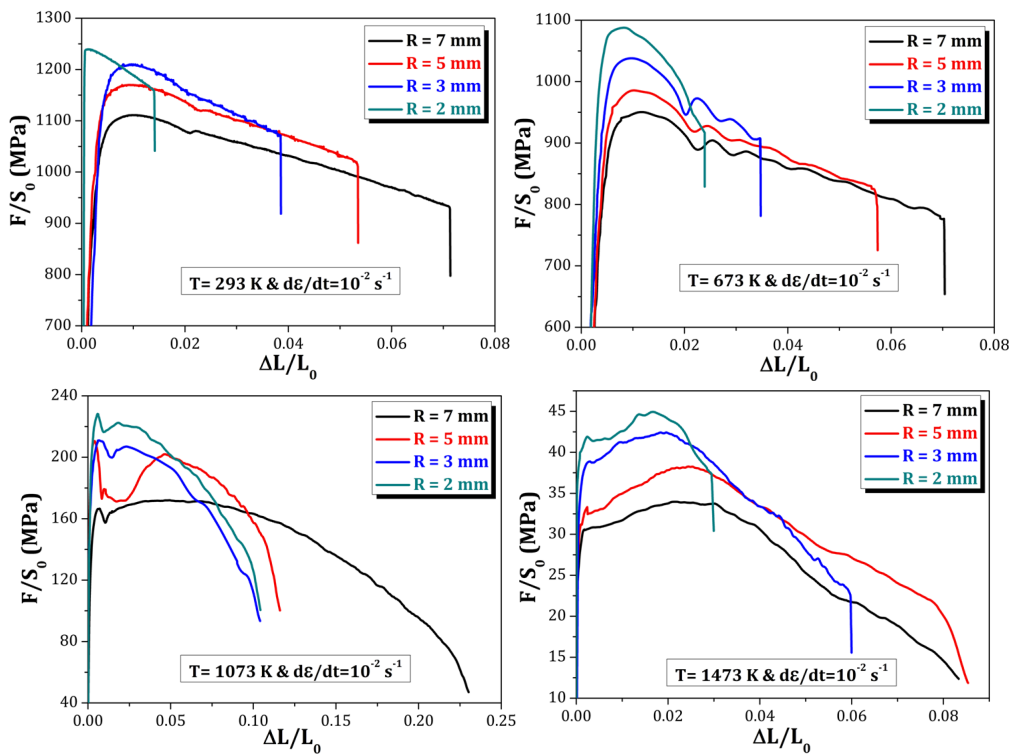 1300
1200
1100
1000
900
800
700
F/S₀ (MPa)
0.00 0.02 0.04 0.06 0.08
ΔL/L₀
R = 7 mm
R = 5 mm
R = 3 mm
R = 2 mm
T= 293 K & dε/dt=10⁻² s⁻¹
1100
1000
900
800
700
600
F/S₀ (MPa)
0.00 0.02 0.04 0.06 0.08
ΔL/L₀
R = 7 mm
R = 5 mm
R = 3 mm
R = 2 mm
T= 673 K & dε/dt=10⁻² s⁻¹
240
200
160
120
80
40
F/S₀ (MPa)
0.00 0.05 0.10 0.15 0.20 0.25
ΔL/L₀
R = 7 mm
R = 5 mm
R = 3 mm
R = 2 mm
T= 1073 K & dε/dt=10⁻² s⁻¹
45
40
35
30
25
20
15
10
F/S₀ (MPa)
0.00 0.02 0.04 0.06 0.08
ΔL/L₀
R = 7 mm
R = 5 mm
R = 3 mm
R = 2 mm
T= 1473 K & dε/dt=10⁻² s⁻¹